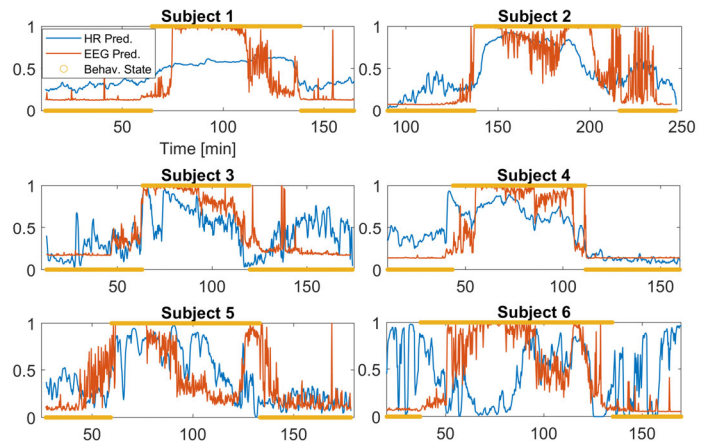 Subject 1
1
0.5
0
HR Pred.
EEG Pred.
Behav. State
50 100 150
Time [min]
Subject 2
1
0.5
0
100 150 200 250
Subject 3
1
0.5
0
50 100 150
Subject 4
1
0.5
0
50 100 150
Subject 5
1
0.5
0
50 100 150
Subject 6
1
0.5
0
50 100 150